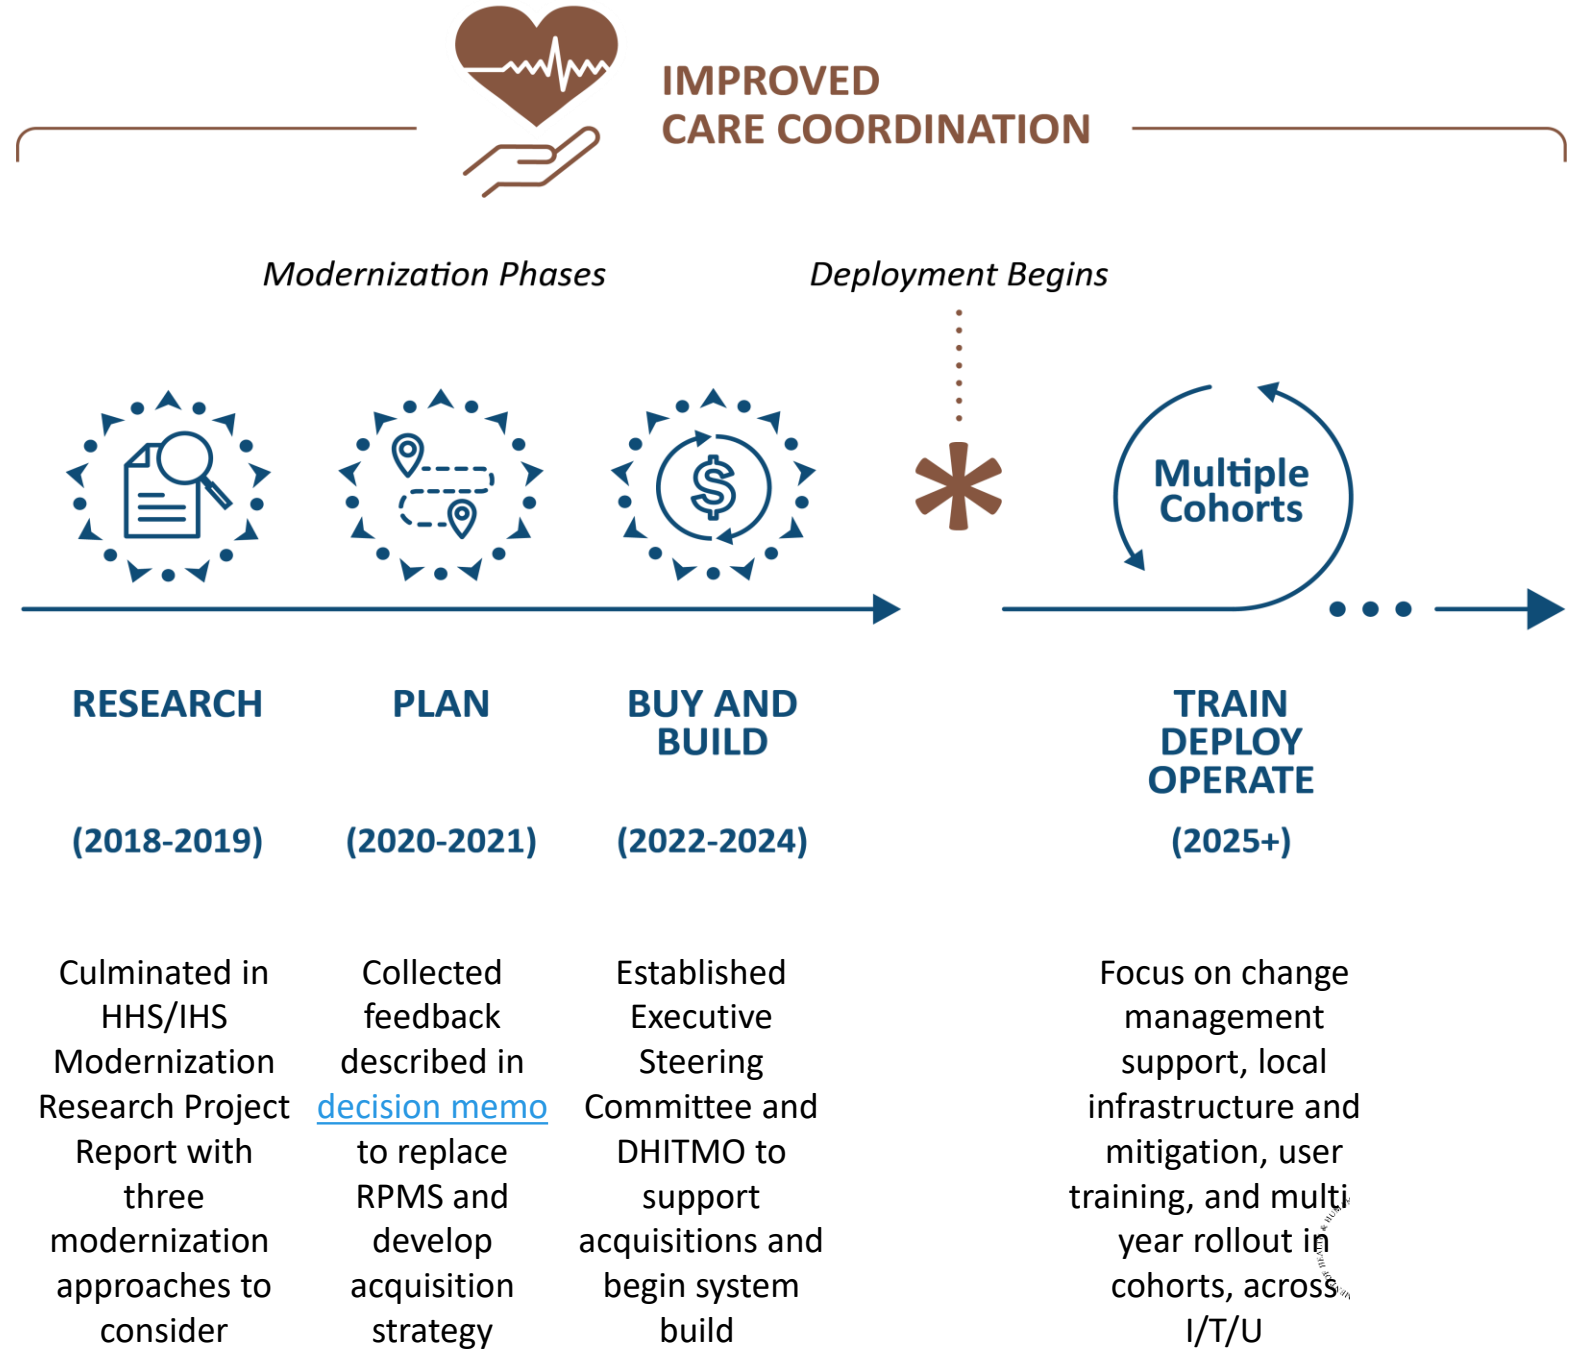 IMPROVED
CARE COORDINATION
Modernization Phases
Deployment Begins
$
*
Multiple
Cohorts
RESEARCH
(2018-2019)
Culminated in
HHS/IHS
Modernization
Research Project
Report with
three
modernization
approaches to
consider
PLAN
(2020-2021)
Collected
feedback
described in
decision memo
to replace
RPMS and
develop
acquisition
strategy
BUY AND
BUILD
(2022-2024)
Established
Executive
Steering
Committee and
DHITMO to
support
acquisitions and
begin system
build
TRAIN
DEPLOY
OPERATE
(2025+)
Focus on change
management
support, local
infrastructure and
mitigation, user
training, and multi
year rollout in
cohorts, across
I/T/U